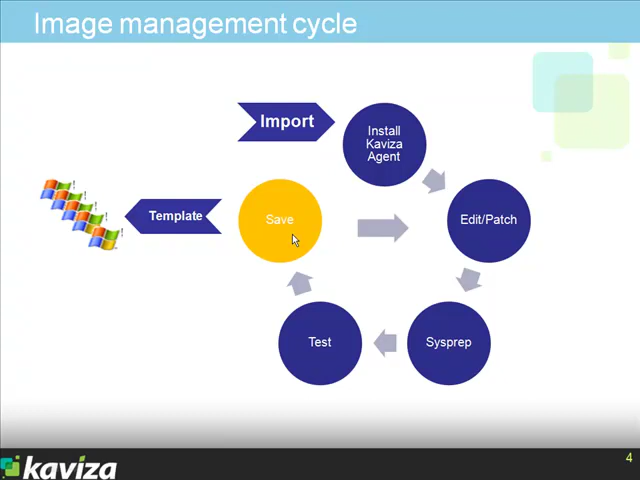 Image management cycle
Import
Install
Kaviza
Agent
Template
Save
Edit/Patch
Test
Sysprep
4
kaviza